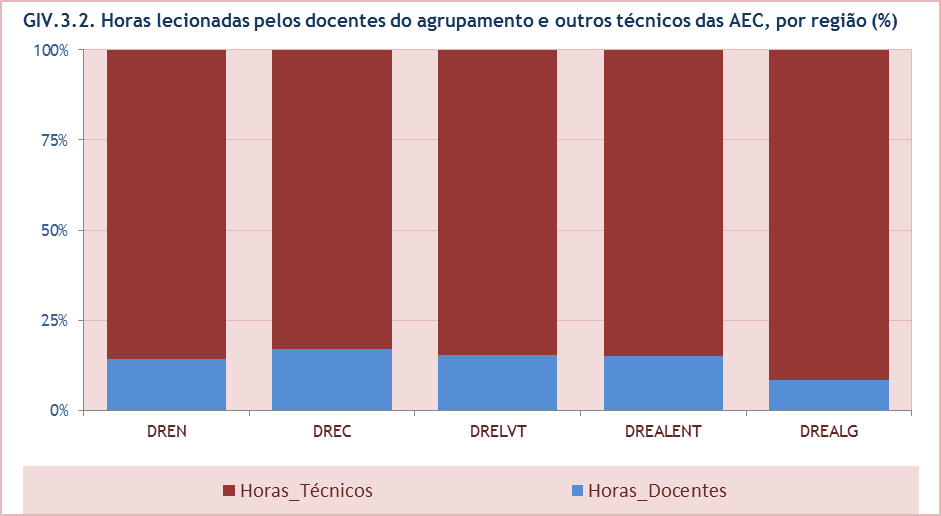 GIV.3.2. Horas lecionadas pelos docentes do agrupamento e outros técnicos das AEC, por região (%)
100%
75%
50%
25%
0%
DREN DREC DRELVT DREALENT DREALG
Horas_Técnicos Horas_Docentes